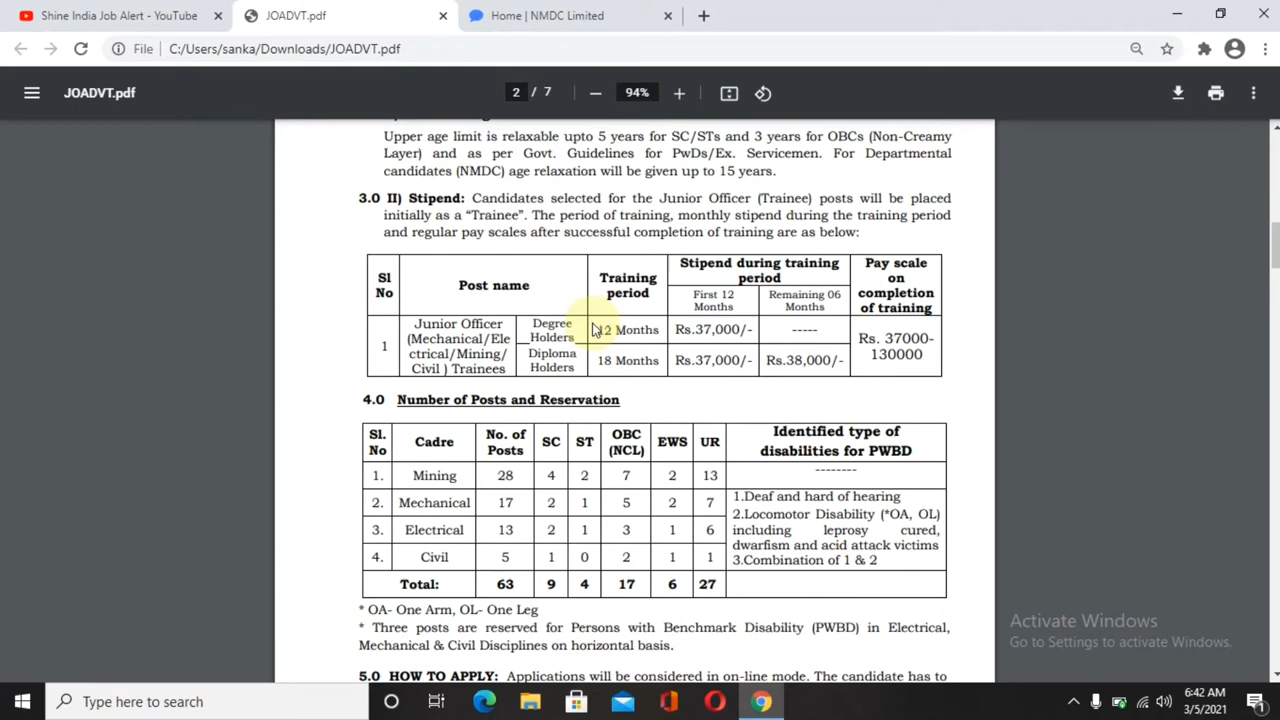 Shine India Job Alert - YouTube
JOADVT.pdf
Home | NMDC Limited
File
C:/Users/sanka/Downloads/JOADVT.pdf
JOADVT.pdf
2 / 7
94%
Upper age limit is relaxable upto 5 years for SC/STs and 3 years for OBCs (Non-Creamy
Layer) and as per Govt. Guidelines for PwDs/Ex. Servicemen. For Departmental
candidates (NMDC) age relaxation will be given up to 15 years.
3.0 II) Stipend: Candidates selected for the Junior Officer (Trainee) posts will be placed
initially as a “Trainee”. The period of training, monthly stipend during the training period
and regular pay scales after successful completion of training are as below:
Sl No Post name Training period Stipend during training period Pay scale on completion of training
First 12 Months Remaining 06 Months
1 Junior Officer (Mechanical/Ele ctrical/Mining/ Civil ) Trainees Degree Holders 12 Months Rs.37,000/- ----- Rs. 37000-130000
Diploma Holders 18 Months Rs.37,000/- Rs.38,000/-
4.0 Number of Posts and Reservation
Sl. No Cadre No. of Posts SC ST OBC (NCL) EWS UR Identified type of disabilities for PWBD
1. Mining 28 4 2 7 2 13 --------
2. Mechanical 17 2 1 5 2 7 1.Deaf and hard of hearing
2.Locomotor Disability (*OA, OL)
3. Electrical 13 2 1 3 1 6 including leprosy cured,
dwarfism and acid attack victims
4. Civil 5 1 0 2 1 1 3.Combination of 1 & 2
Total: 63 9 4 17 6 27
* OA- One Arm, OL- One Leg
* Three posts are reserved for Persons with Benchmark Disability (PWBD) in Electrical,
Mechanical & Civil Disciplines on horizontal basis.
5.0 HOW TO APPLY: Applications will be considered in on-line mode. The candidate has to
Activate Windows
Go to Settings to activate Windows.
Type here to search
6:42 AM
3/5/2021
1